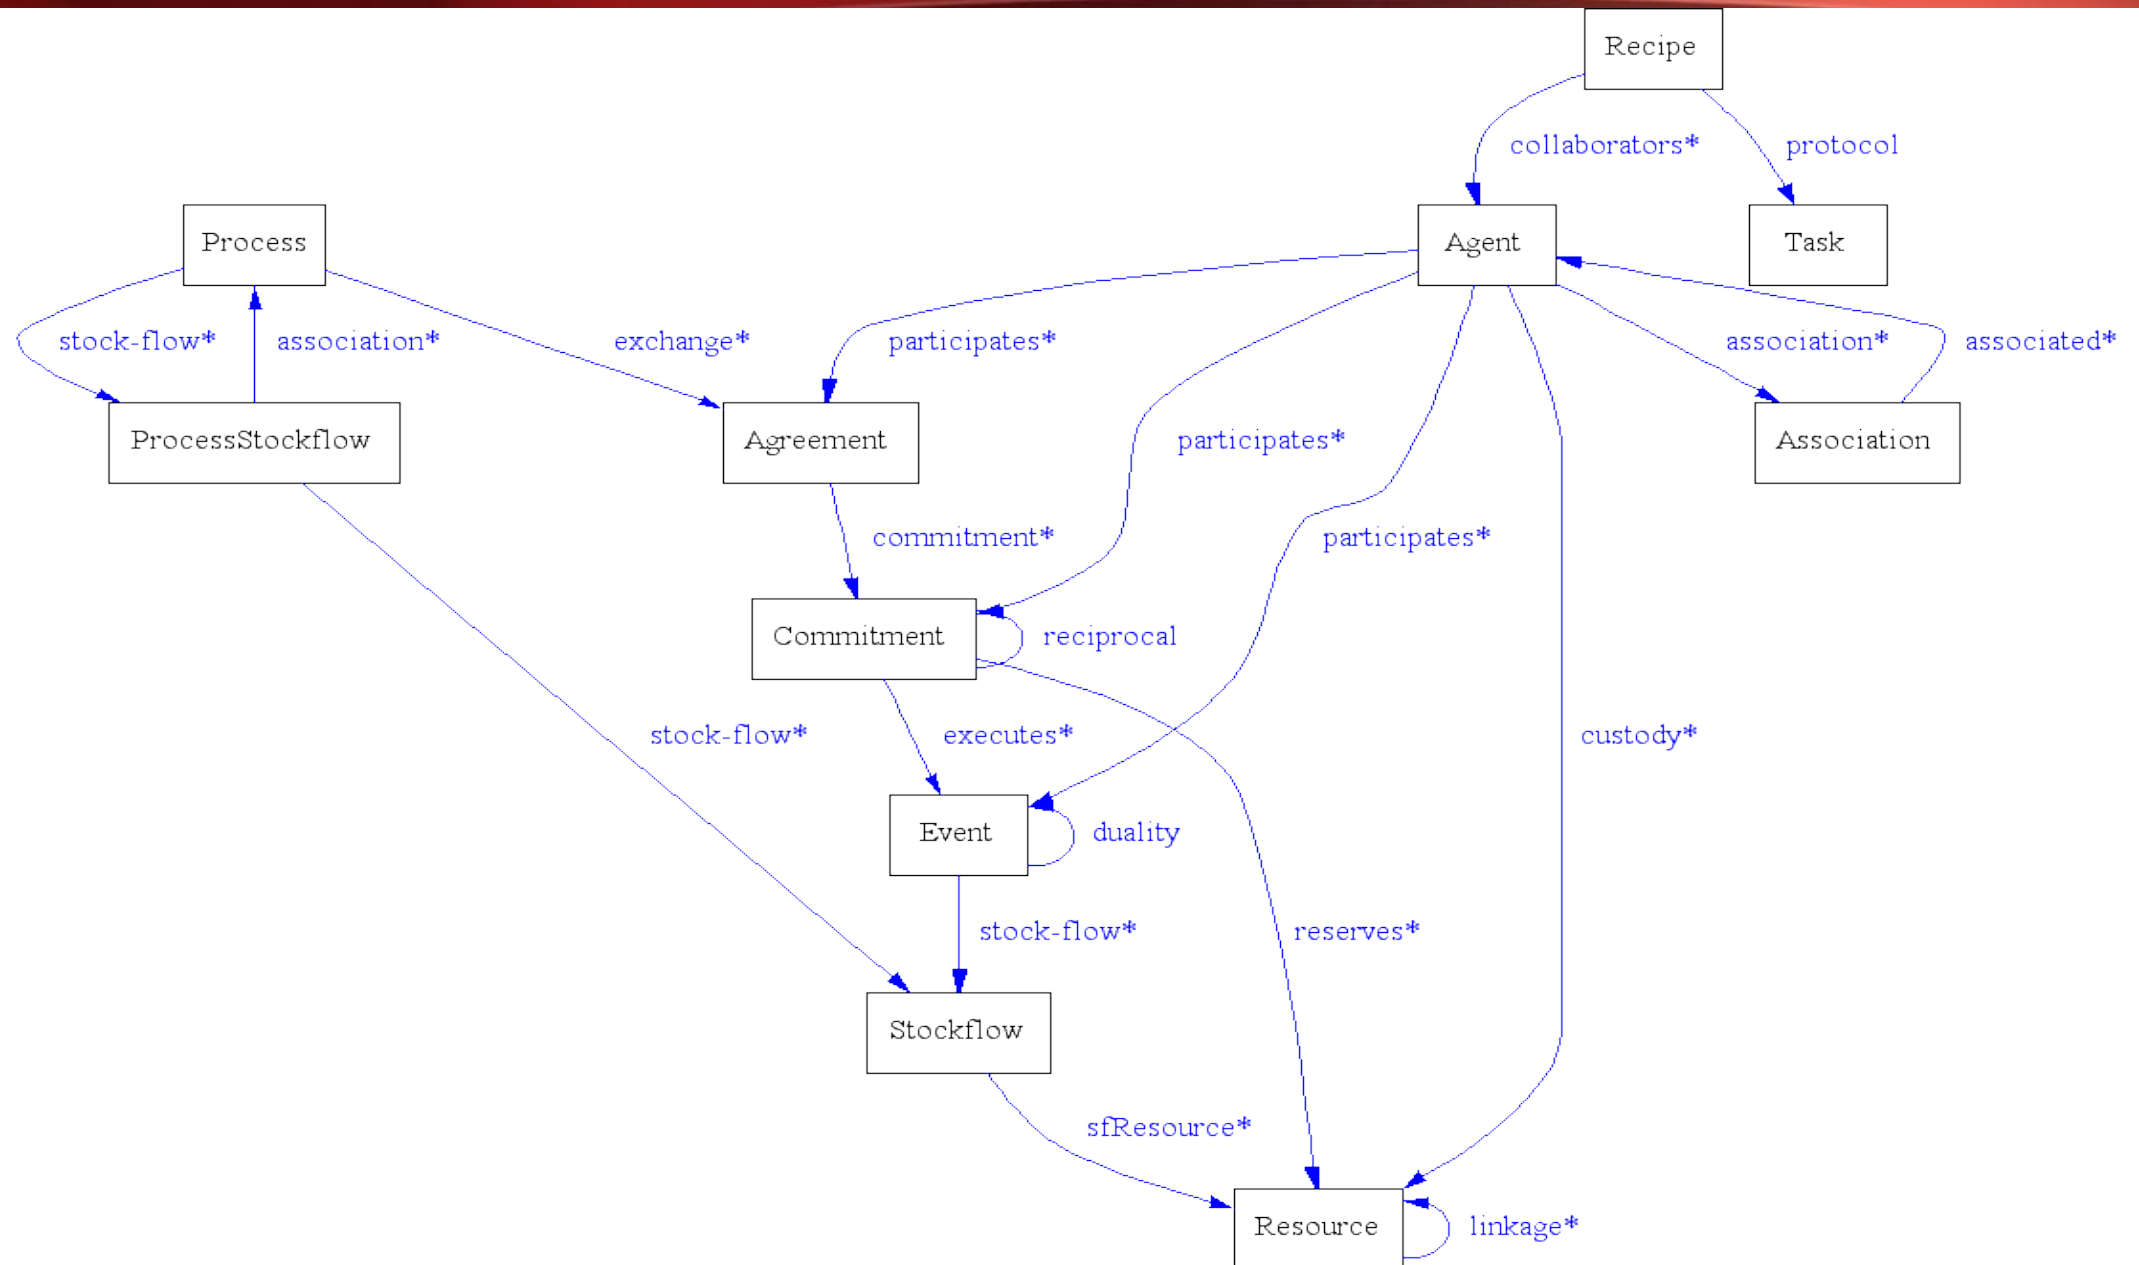 Recipe
collaborators*
protocol
Process
Agent
Task
stock-flow*
association*
exchange*
participates*
association*
associated*
ProcessStockflow
Agreement
participates*
Association
commitment*
participates*
Commitment
reciprocal
stock-flow*
executes*
custody*
Event
duality
stock-flow*
reserves*
Stockflow
sfResource*
Resource
linkage*